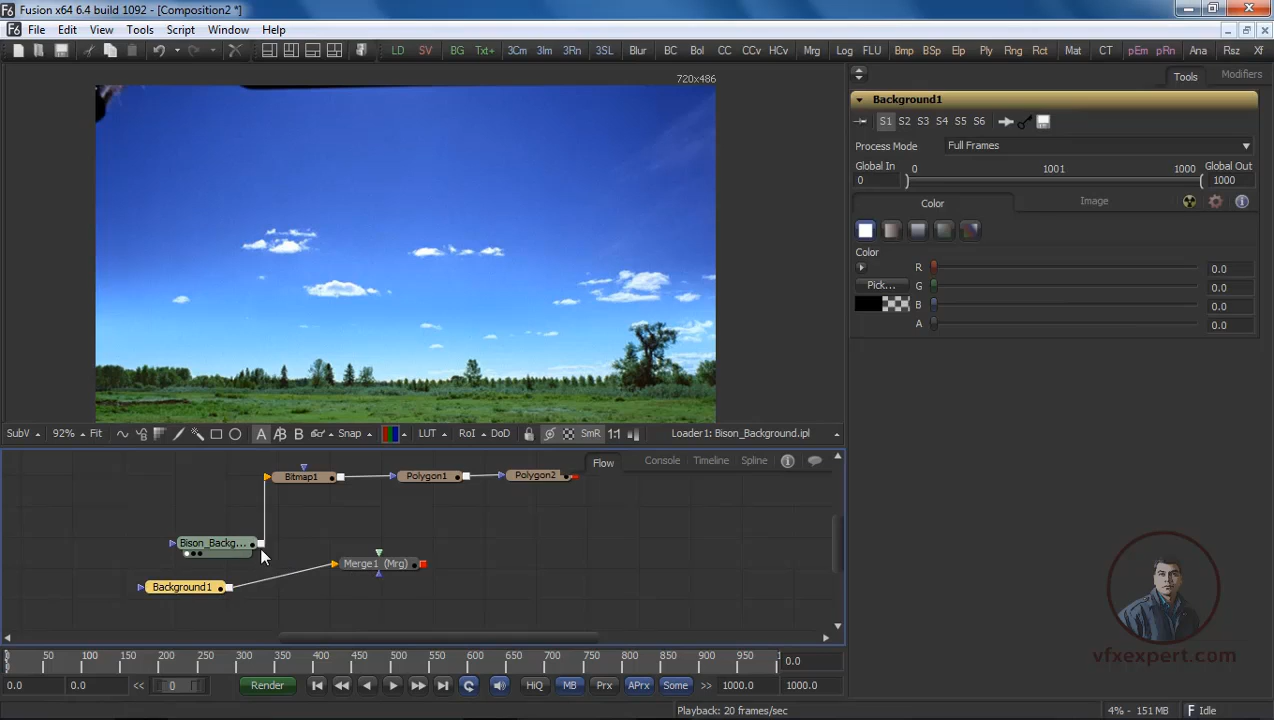 Fusion x64 6.4 build 1092 - [Composition2 *]
File Edit View Tools Script Window Help
LD SV BG Txt+ 3Cm 3Im 3Rn 3SL Blur BC Bol CC CCv HCv Mrg Log FLU Bmp BSp Elp Ply Rng Rct Mat CT pEm pRn Ana Rsz Xf
720x486
Tools Modifiers
Background1
S1 S2 S3 S4 S5 S6
Process Mode Full Frames
Global In 0 1001 1000 Global Out
0 1000
Color Image
Color
R 0.0
Pick... G 0.0
B 0.0
A 0.0
SubV 92% Fit A B B Snap LUT RoI DoD SmR 1:1 Loader1: Bison_Background.ipl
Flow Console Timeline Spline
Bitmap1 Polygon1 Polygon2
Bison_Backg...
Merge1 (Mrg)
Background1
vfxexpert.com
50 100 150 200 250 300 350 400 450 500 550 600 650 700 750 800 850 900 950 0.0
0.0 0.0 << 0 Render HiQ MB Prx APrx Some >> 1000.0 1000.0
Playback: 20 frames/sec 4% - 151 MB Idle